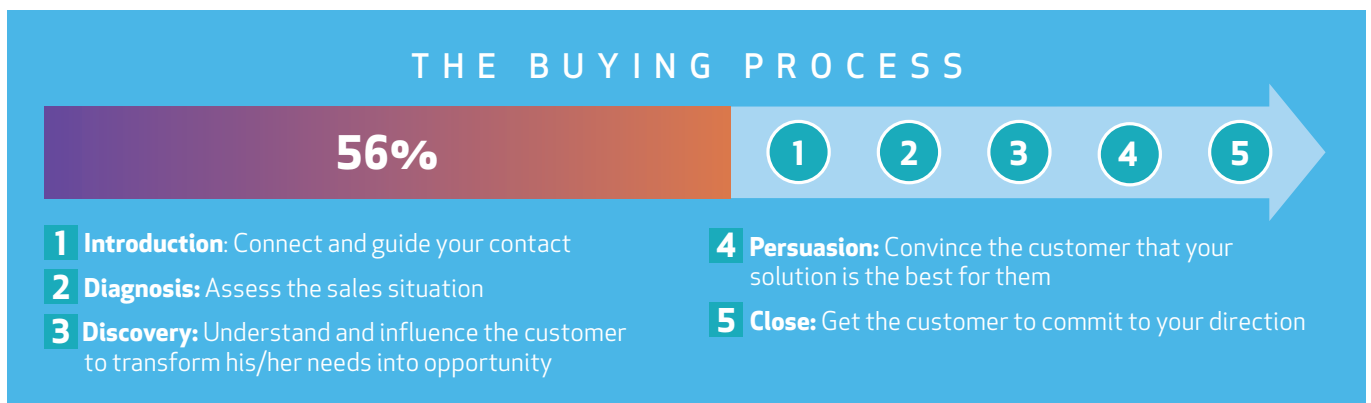 THE BUYING PROCESS
56%
1 2 3 4 5
1 Introduction: Connect and guide your contact
2 Diagnosis: Assess the sales situation
3 Discovery: Understand and influence the customer
to transform his/her needs into opportunity
4 Persuasion: Convince the customer that your
solution is the best for them
5 Close: Get the customer to commit to your direction